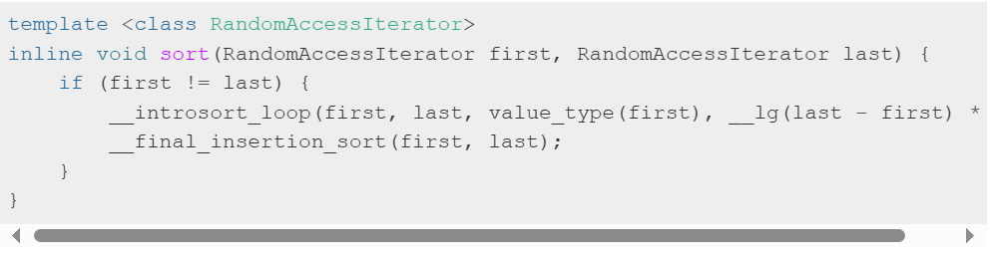 template <class RandomAccessIterator>
inline void sort(RandomAccessIterator first, RandomAccessIterator last) {
    if (first != last) {
        __introsort_loop(first, last, value_type(first), __lg(last - first) *
        __final_insertion_sort(first, last);
    }
}